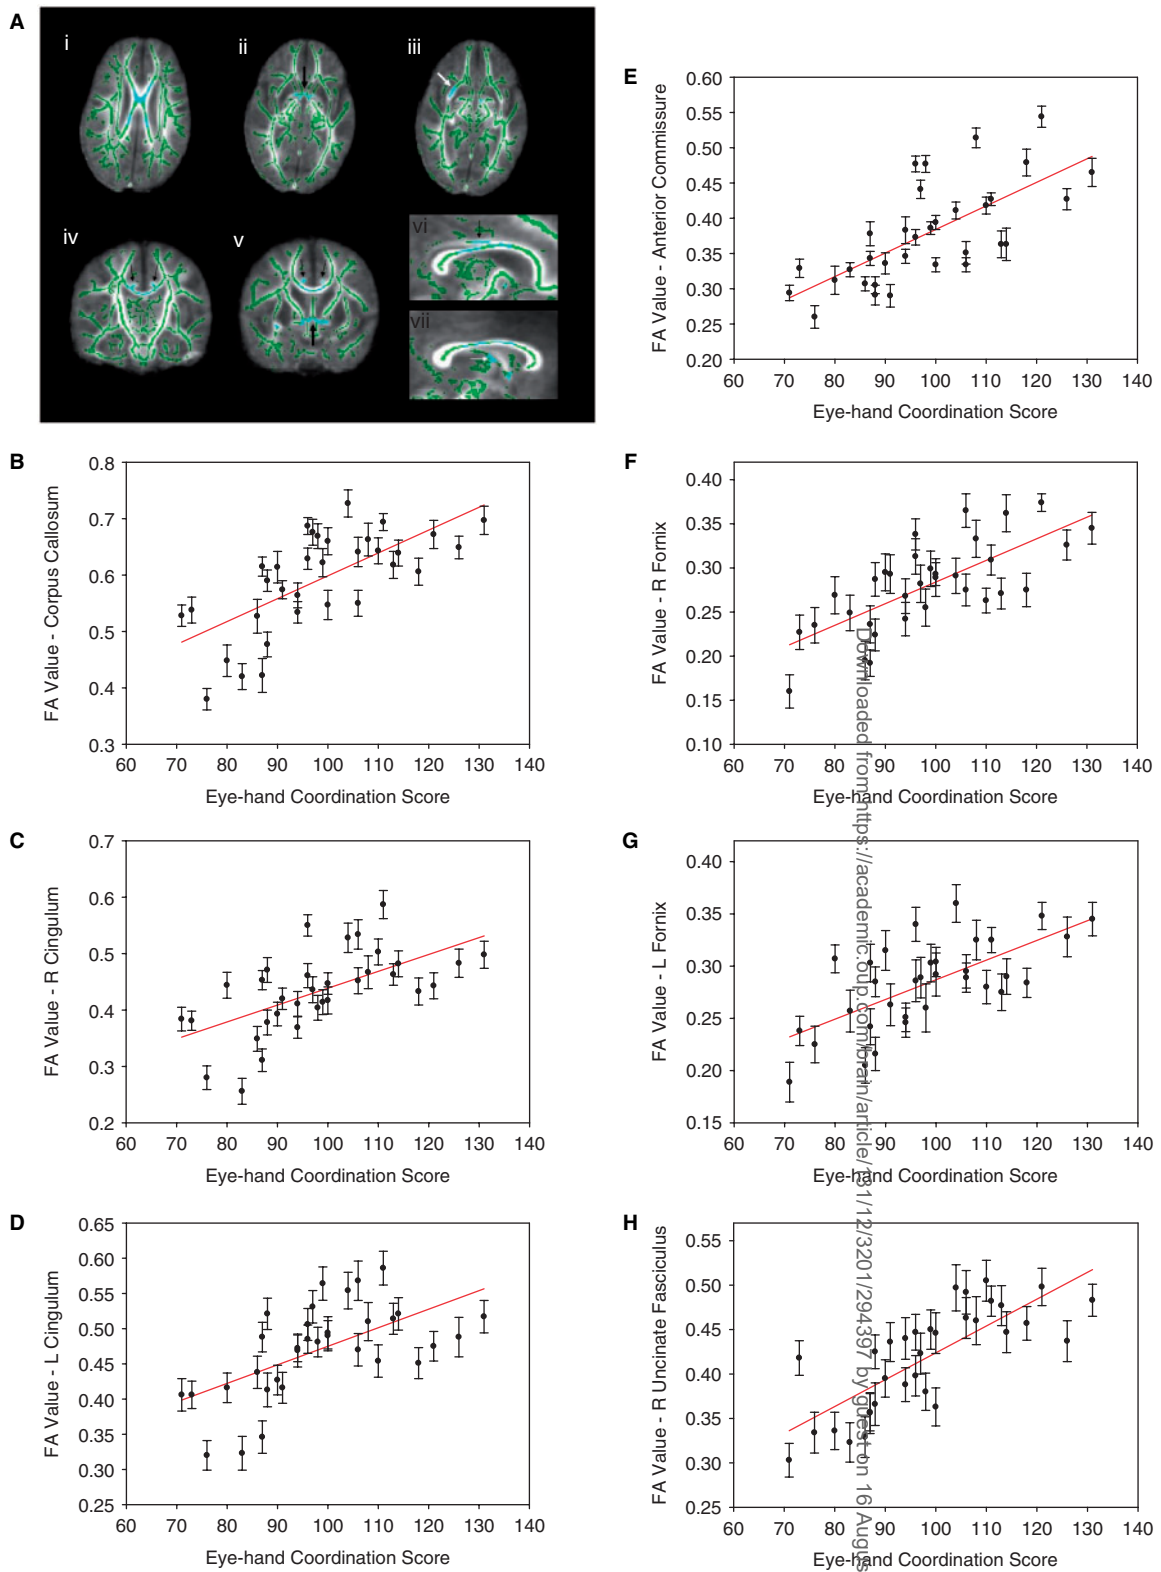 A
i
ii
iii
iv
v
vi
vii
B
0.8
0.7
0.6
0.5
0.4
0.3
FA Value - Corpus Callosum
60 70 80 90 100 110 120 130 140
Eye-hand Coordination Score
C
0.7
0.6
0.5
0.4
0.3
0.2
FA Value - R Cingulum
60 70 80 90 100 110 120 130 140
Eye-hand Coordination Score
D
0.65
0.60
0.55
0.50
0.45
0.40
0.35
0.30
0.25
FA Value - L Cingulum
60 70 80 90 100 110 120 130 140
Eye-hand Coordination Score
E
0.60
0.55
0.50
0.45
0.40
0.35
0.30
0.25
0.20
FA Value - Anterior Commissure
60 70 80 90 100 110 120 130 140
Eye-hand Coordination Score
F
0.40
0.35
0.30
0.25
0.20
0.15
0.10
FA Value - R Fornix
60 70 80 90 100 110 120 130 140
Eye-hand Coordination Score
G
0.40
0.35
0.30
0.25
0.20
0.15
FA Value - L Fornix
60 70 80 90 100 110 120 130 140
Eye-hand Coordination Score
H
0.55
0.50
0.45
0.40
0.35
0.30
0.25
FA Value - R Uncinate Fasciculus
60 70 80 90 100 110 120 130 140
Eye-hand Coordination Score
Downloaded from https://academic.oup.com/brain/article/131/12/3201/294397 by guest on 16 Augus